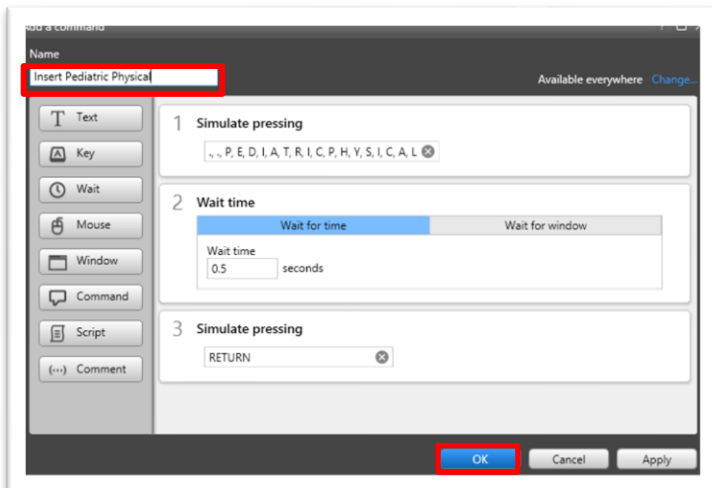 Add a command
Name
Insert Pediatric Physical
Available everywhere Change...
T Text
A Key
Wait
Mouse
Window
Command
Script
(...) Comment
1 Simulate pressing
., ., P, E, D, I, A, T, R, I, C, P, H, Y, S, I, C, A, L
2 Wait time
Wait for time Wait for window
Wait time
0.5 seconds
3 Simulate pressing
RETURN
OK Cancel Apply